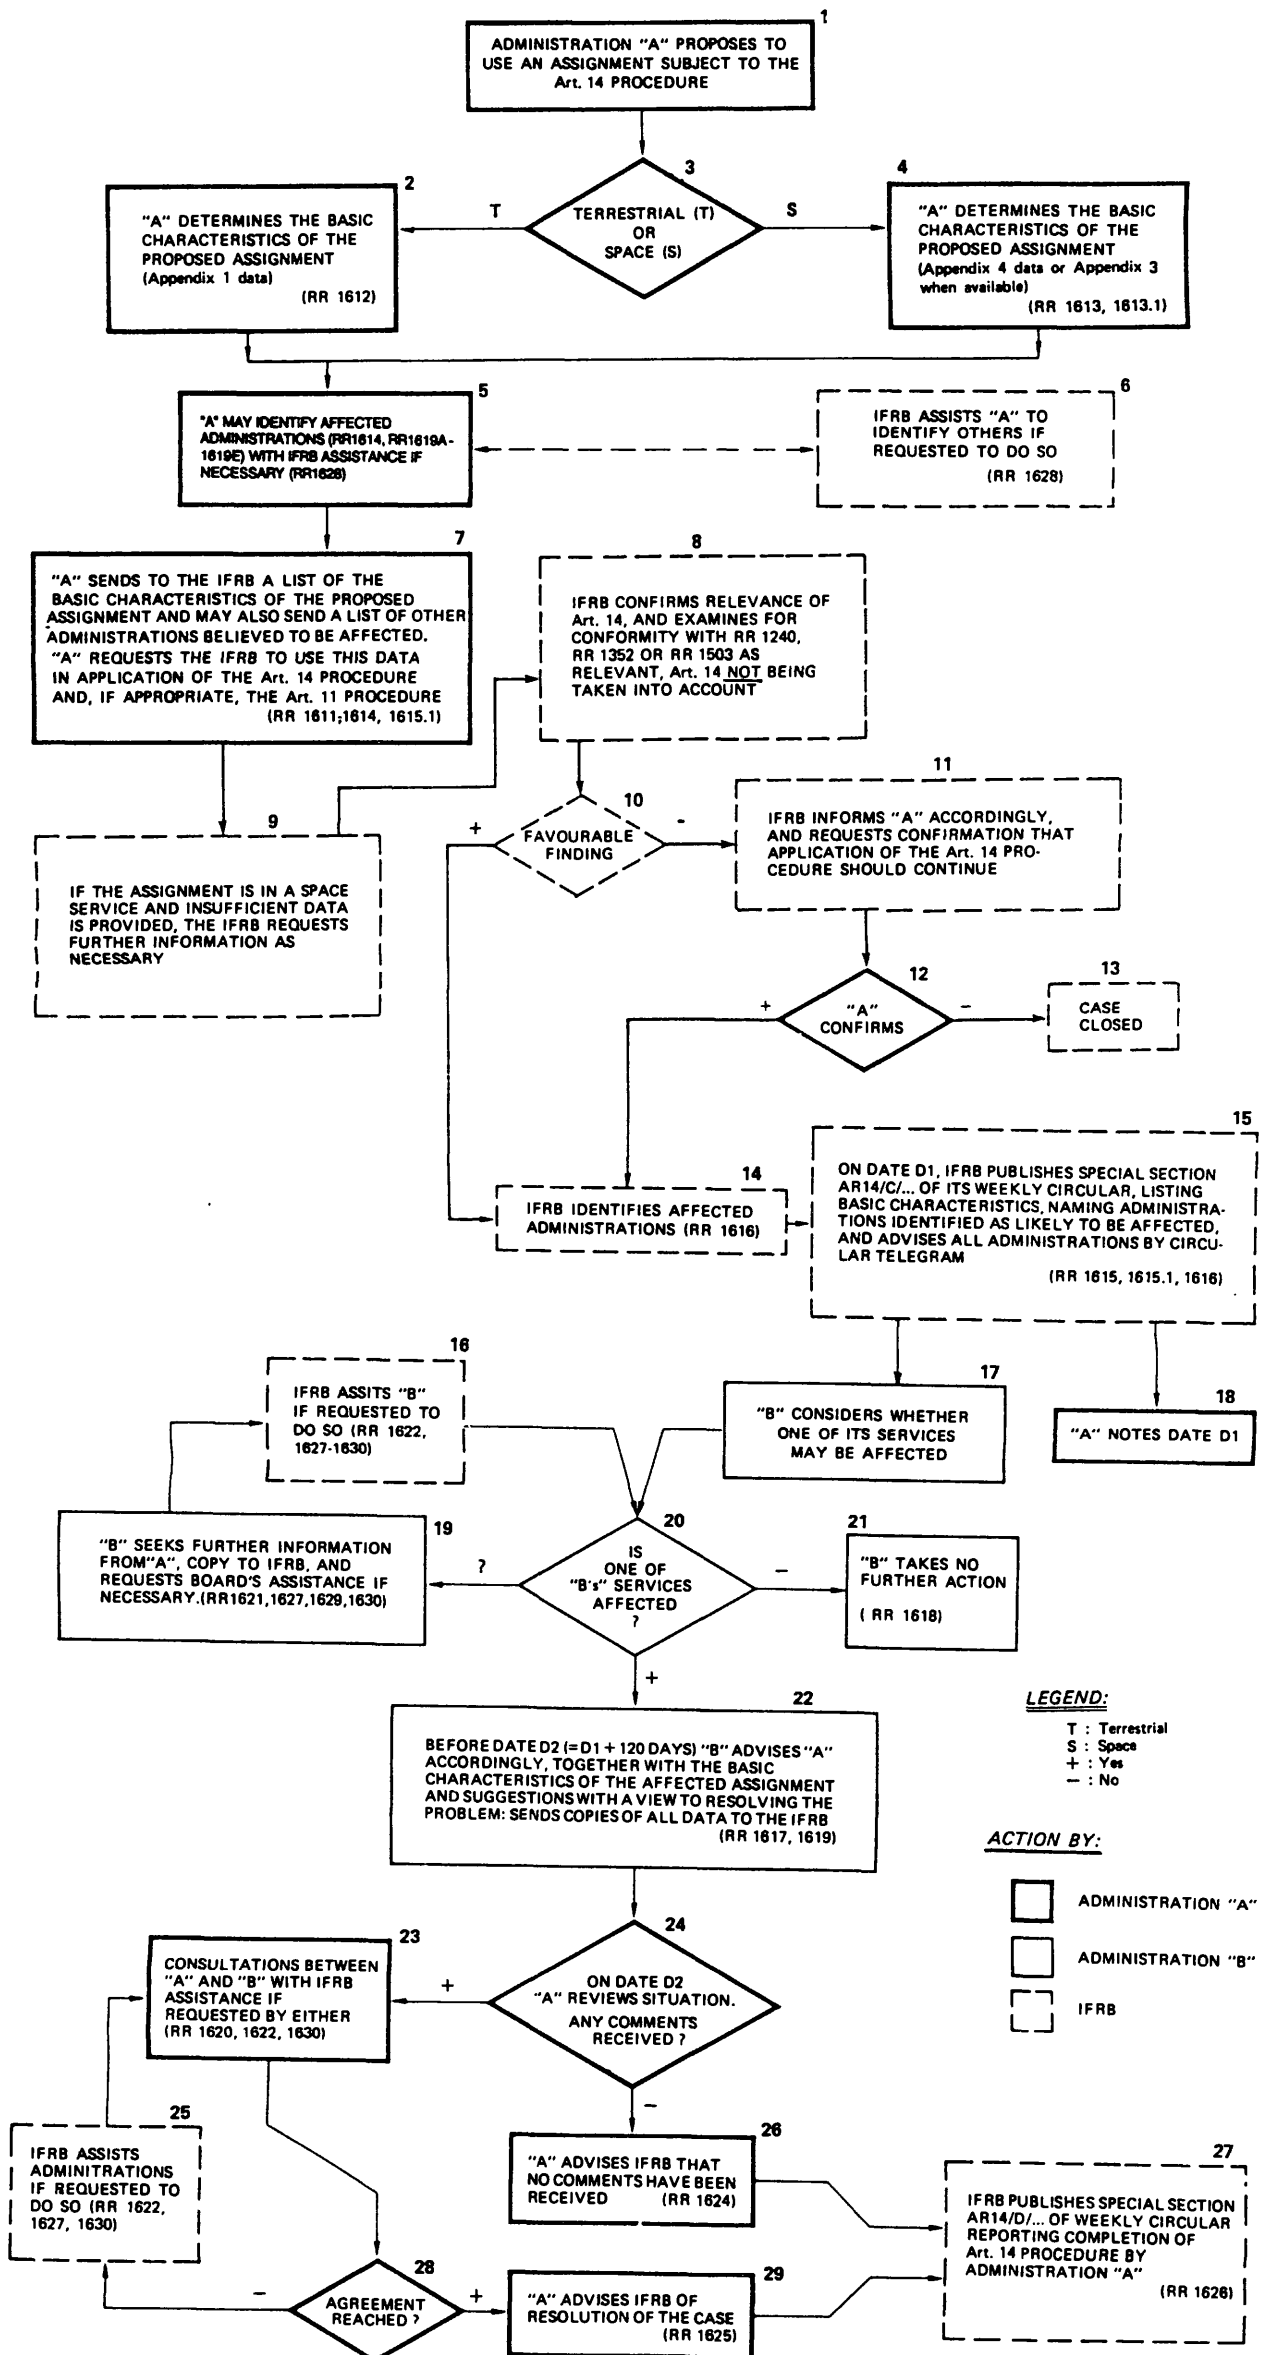 1
ADMINISTRATION "A" PROPOSES TO
USE AN ASSIGNMENT SUBJECT TO THE
Art. 14 PROCEDURE
2
"A" DETERMINES THE BASIC
CHARACTERISTICS OF THE
PROPOSED ASSIGNMENT
(Appendix 1 data)
(RR 1612)
T
3
TERRESTRIAL (T)
OR
SPACE (S)
S
4
"A" DETERMINES THE BASIC
CHARACTERISTICS OF THE
PROPOSED ASSIGNMENT
(Appendix 4 data or Appendix 3
when available)
(RR 1613, 1613.1)
5
"A" MAY IDENTIFY AFFECTED
ADMINISTRATIONS (RR1614, RR1619A-
1619E) WITH IFRB ASSISTANCE IF
NECESSARY (RR1628)
6
IFRB ASSISTS "A" TO
IDENTIFY OTHERS IF
REQUESTED TO DO SO
(RR 1628)
7
"A" SENDS TO THE IFRB A LIST OF THE
BASIC CHARACTERISTICS OF THE PROPOSED
ASSIGNMENT AND MAY ALSO SEND A LIST OF OTHER
ADMINISTRATIONS BELIEVED TO BE AFFECTED.
"A" REQUESTS THE IFRB TO USE THIS DATA
IN APPLICATION OF THE Art. 14 PROCEDURE
AND, IF APPROPRIATE, THE Art. 11 PROCEDURE
(RR 1611;1614, 1615.1)
8
IFRB CONFIRMS RELEVANCE OF
Art. 14, AND EXAMINES FOR
CONFORMITY WITH RR 1240,
RR 1352 OR RR 1503 AS
RELEVANT, Art. 14 NOT BEING
TAKEN INTO ACCOUNT
9
IF THE ASSIGNMENT IS IN A SPACE
SERVICE AND INSUFFICIENT DATA
IS PROVIDED, THE IFRB REQUESTS
FURTHER INFORMATION AS
NECESSARY
10
+
FAVOURABLE
FINDING
-
11
IFRB INFORMS "A" ACCORDINGLY,
AND REQUESTS CONFIRMATION THAT
APPLICATION OF THE Art. 14 PRO-
CEDURE SHOULD CONTINUE
12
+
"A"
CONFIRMS
–
13
CASE
CLOSED
14
IFRB IDENTIFIES AFFECTED
ADMINISTRATIONS (RR 1616)
15
ON DATE D1, IFRB PUBLISHES SPECIAL SECTION
AR14/C/... OF ITS WEEKLY CIRCULAR, LISTING
BASIC CHARACTERISTICS, NAMING ADMINISTRA-
TIONS IDENTIFIED AS LIKELY TO BE AFFECTED,
AND ADVISES ALL ADMINISTRATIONS BY CIRCU-
LAR TELEGRAM
(RR 1615, 1615.1, 1616)
16
IFRB ASSITS "B"
IF REQUESTED TO
DO SO (RR 1622,
1627-1630)
17
"B" CONSIDERS WHETHER
ONE OF ITS SERVICES
MAY BE AFFECTED
18
"A" NOTES DATE D1
19
"B" SEEKS FURTHER INFORMATION
FROM"A", COPY TO IFRB, AND
REQUESTS BOARD'S ASSISTANCE IF
NECESSARY.(RR1621,1627,1629,1630)
?
20
IS
ONE OF
"B's" SERVICES
AFFECTED
?
–
21
"B" TAKES NO
FURTHER ACTION
( RR 1618)
+
22
BEFORE DATE D2 (=D1 + 120 DAYS) "B" ADVISES "A"
ACCORDINGLY, TOGETHER WITH THE BASIC
CHARACTERISTICS OF THE AFFECTED ASSIGNMENT
AND SUGGESTIONS WITH A VIEW TO RESOLVING THE
PROBLEM: SENDS COPIES OF ALL DATA TO THE IFRB
(RR 1617, 1619)
LEGEND:
T : Terrestrial
S : Space
+ : Yes
– : No
ACTION BY:
ADMINISTRATION "A"
ADMINISTRATION "B"
IFRB
23
CONSULTATIONS BETWEEN
"A" AND "B" WITH IFRB
ASSISTANCE IF
REQUESTED BY EITHER
(RR 1620, 1622, 1630)
+
24
ON DATE D2
"A" REVIEWS SITUATION.
ANY COMMENTS
RECEIVED ?
–
25
IFRB ASSISTS
ADMINITRATIONS
IF REQUESTED TO
DO SO (RR 1622,
1627, 1630)
26
"A" ADVISES IFRB THAT
NO COMMENTS HAVE BEEN
RECEIVED (RR 1624)
27
IFRB PUBLISHES SPECIAL SECTION
AR14/D/... OF WEEKLY CIRCULAR
REPORTING COMPLETION OF
Art. 14 PROCEDURE BY
ADMINISTRATION "A"
(RR 1626)
–
28
AGREEMENT
REACHED ?
+
29
"A" ADVISES IFRB OF
RESOLUTION OF THE CASE
(RR 1625)